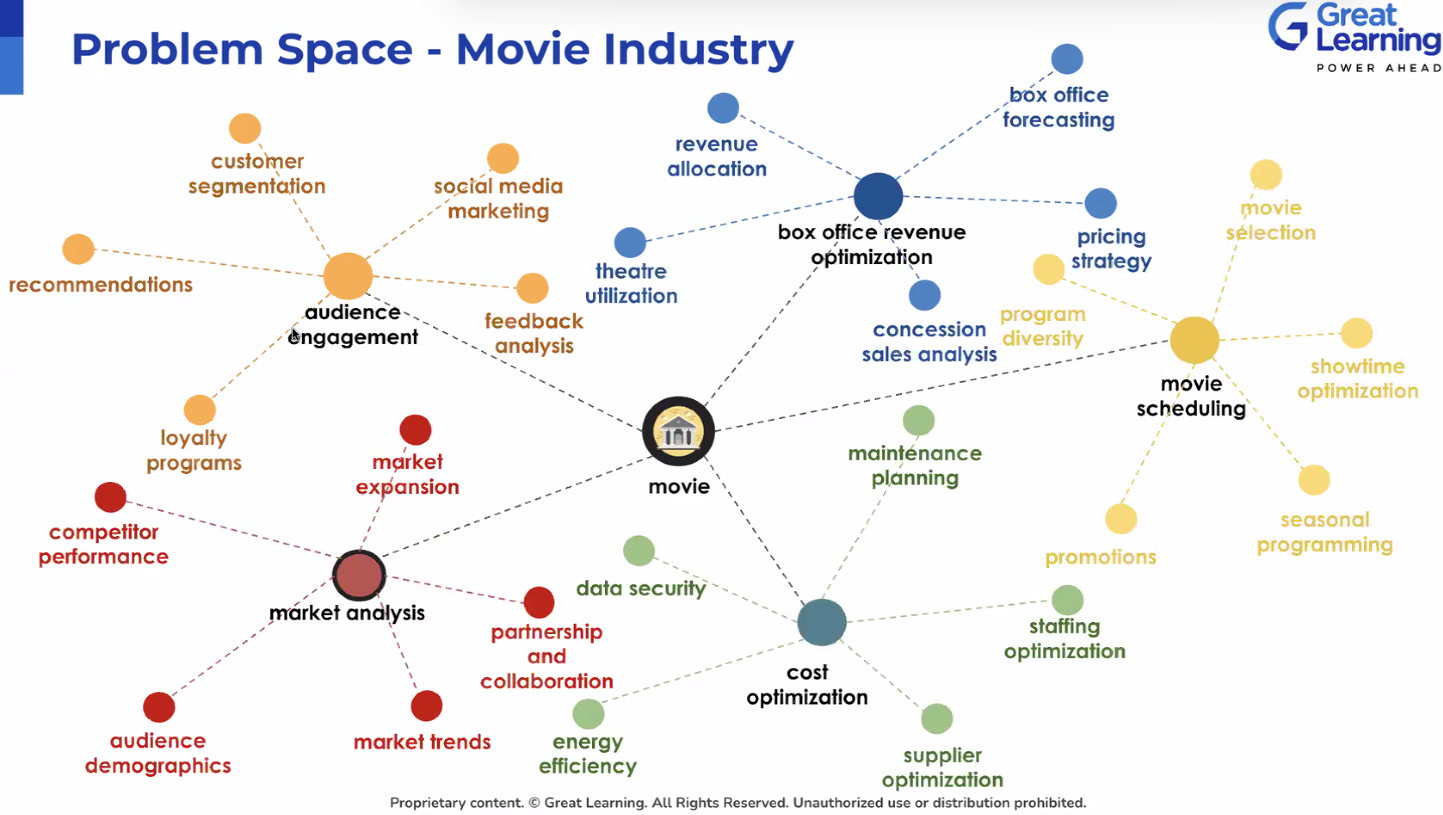 Problem Space - Movie Industry
Great
Learning
POWER AHEAD
customer
segmentation
social media
marketing
recommendations
audience
engagement
feedback
analysis
loyalty
programs
revenue
allocation
box office
forecasting
box office revenue
optimization
theatre
utilization
pricing
strategy
concession
sales analysis
movie
selection
program
diversity
movie
scheduling
showtime
optimization
promotions
seasonal
programming
movie
market
expansion
competitor
performance
market analysis
partnership
and
collaboration
audience
demographics
market trends
maintenance
planning
data security
cost
optimization
staffing
optimization
energy
efficiency
supplier
optimization
Proprietary content. © Great Learning. All Rights Reserved. Unauthorized use or distribution prohibited.